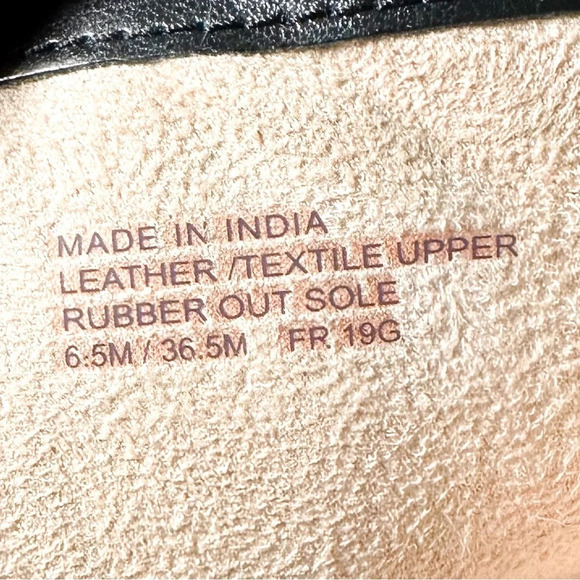 MADE IN INDIA
LEATHER /TEXTILE UPPER
RUBBER OUT SOLE
6.5M / 36.5M FR. 19G